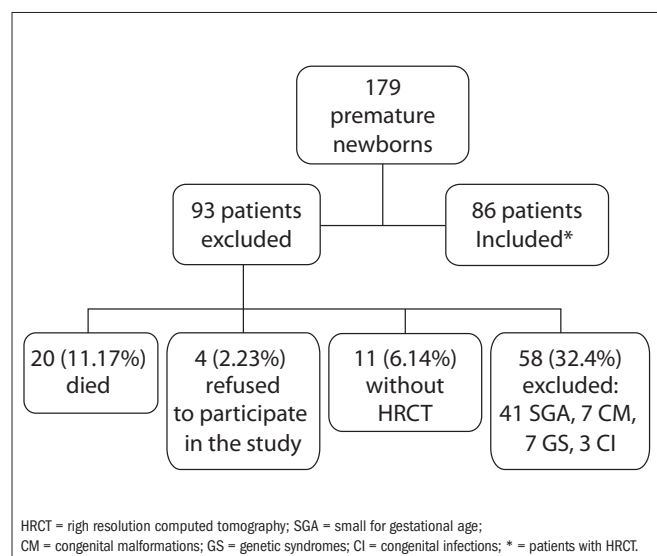 179
premature
newborns
93 patients
excluded
86 patients
Included*
20 (11.17%)
died
4 (2.23%)
refused
to participate
in the study
11 (6.14%)
without
HRCT
58 (32.4%)
excluded:
41 SGA, 7 CM,
7 GS, 3 CI
HRCT = righ resolution computed tomography; SGA = small for gestational age;
CM = congenital malformations; GS = genetic syndromes; CI = congenital infections; * = patients with HRCT.